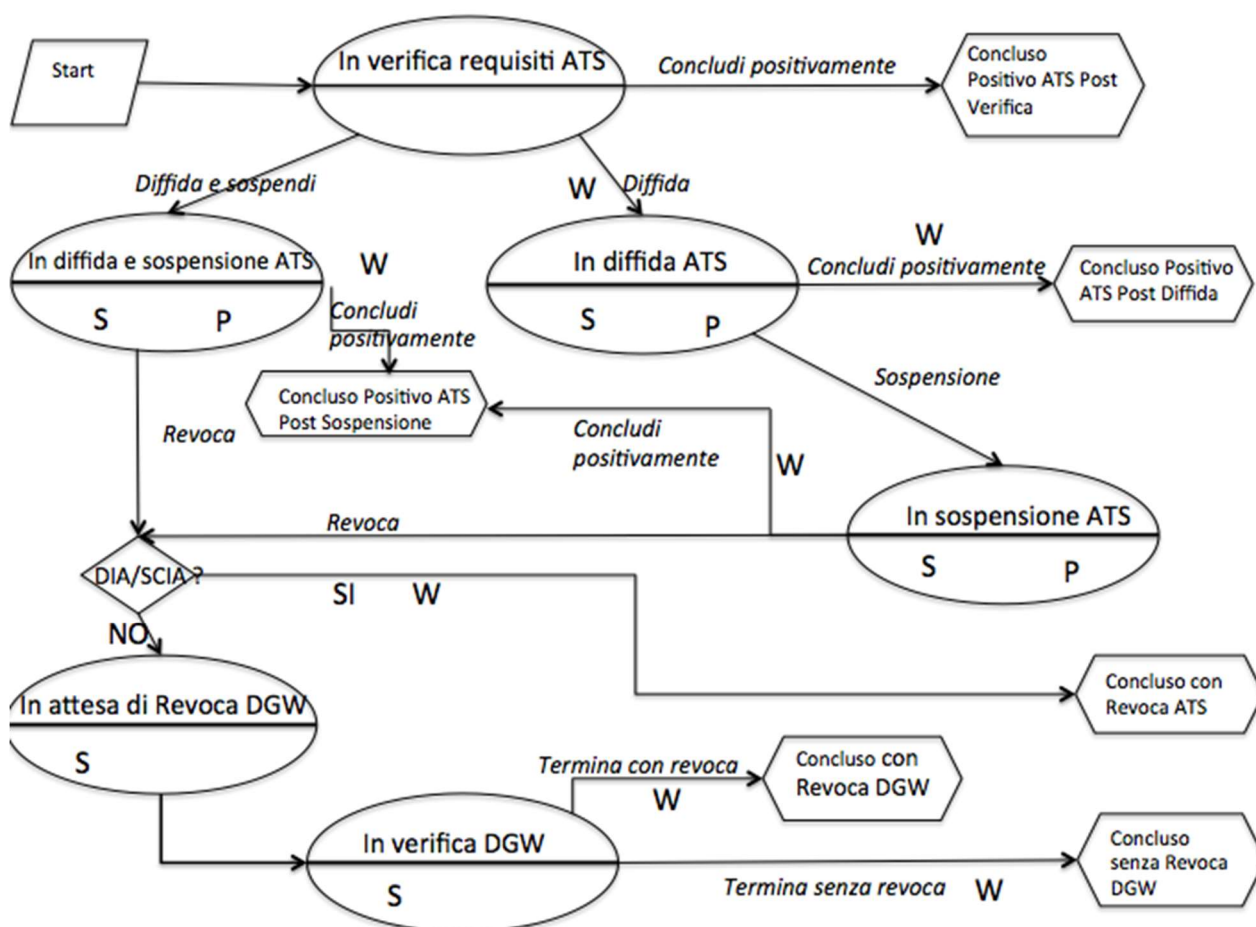 Start
In verifica requisiti ATS
Concludi positivamente
Concluso
Positivo ATS Post
Verifica
Diffida e sospendi
W
Diffida
In diffida e sospensione ATS
S P
W
Concludi
positivamente
In diffida ATS
S P
W
Concludi positivamente
Concluso Positivo
ATS Post Diffida
Sospensione
Concluso Positivo ATS
Post Sospensione
Revoca
Concludi
positivamente
W
In sospensione ATS
S P
Revoca
DIA/SCIA ?
SI W
NO
Concluso con
Revoca ATS
In attesa di Revoca DGW
S
Termina con revoca
W
Concluso con
Revoca DGW
In verifica DGW
S
Termina senza revoca W
Concluso
senza Revoca
DGW